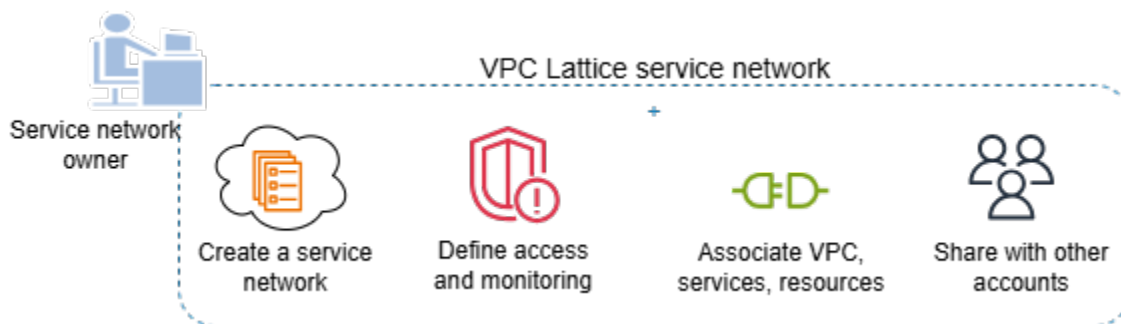 VPC Lattice service network
Service network
owner
Create a service
network
Define access
and monitoring
Associate VPC,
services, resources
Share with other
accounts